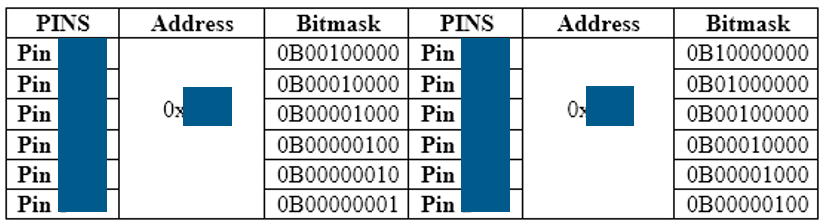 PINS Address Bitmask PINS Address Bitmask
Pin 0B00100000 Pin 0B10000000
Pin 0B00010000 Pin 0B01000000
Pin 0x 0B00001000 Pin 0x 0B00100000
Pin 0B00000100 Pin 0B00010000
Pin 0B00000010 Pin 0B00001000
Pin 0B00000001 Pin 0B00000100